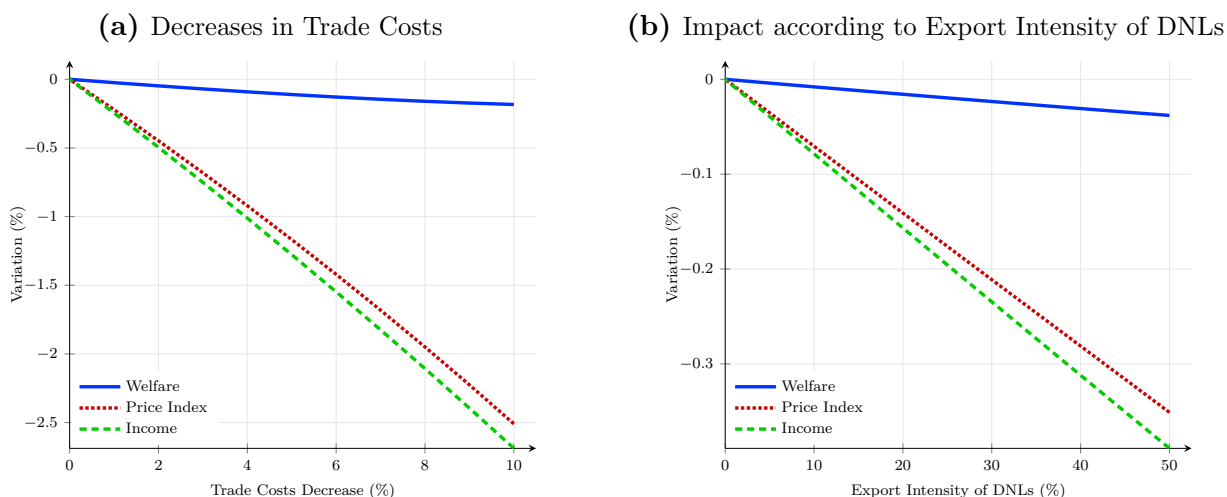 (a) Decreases in Trade Costs
0
−0.5
−1
−1.5
−2
−2.5
Variation (%)
Welfare
Price Index
Income
0 2 4 6 8 10
Trade Costs Decrease (%)
(b) Impact according to Export Intensity of DNLs
0
−0.1
−0.2
−0.3
Variation (%)
Welfare
Price Index
Income
0 10 20 30 40 50
Export Intensity of DNLs (%)